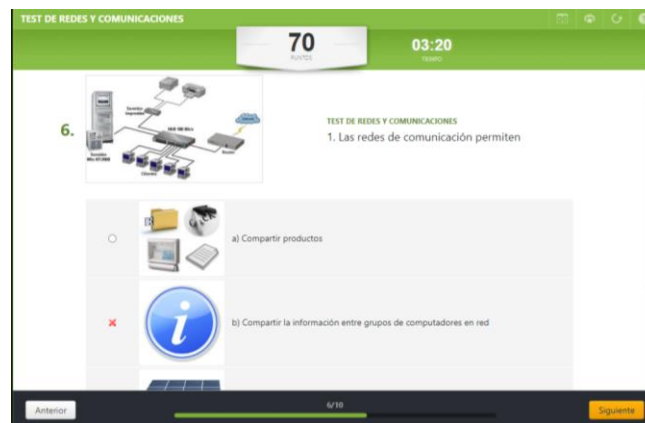 TEST DE REDES Y COMUNICACIONES
70
PUNTOS
03:20
TIEMPO
6.
TEST DE REDES Y COMUNICACIONES
1. Las redes de comunicación permiten
a) Compartir productos
b) Compartir la información entre grupos de computadores en red
Anterior
6/10
Siguiente